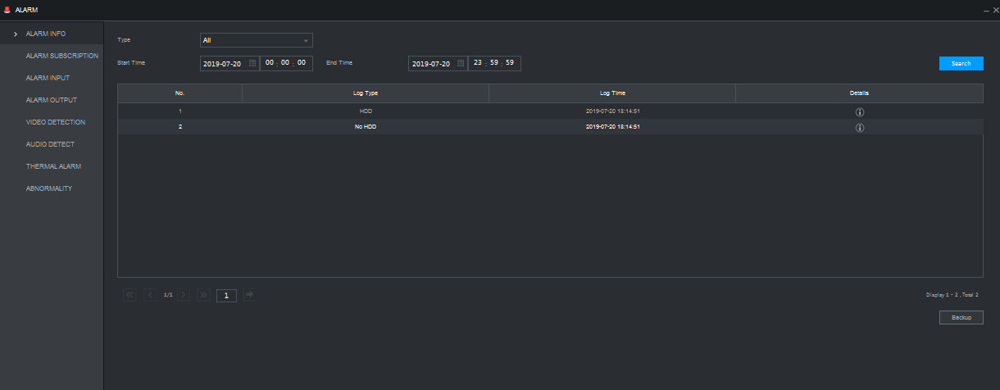 ALARM
ALARM INFO
ALARM SUBSCRIPTION
ALARM INPUT
ALARM OUTPUT
VIDEO DETECTION
AUDIO DETECT
THERMAL ALARM
ABNORMALITY
Type All
Start Time 2019-07-20 00 : 00 : 00 End Time 2019-07-20 23 : 59 : 59 Search
No. Log Type Log Time Details
1 HDD 2019-07-20 18:14:51
2 No HDD 2019-07-20 18:14:51
1/1 1 Display 1 - 2 , Total 2
Backup